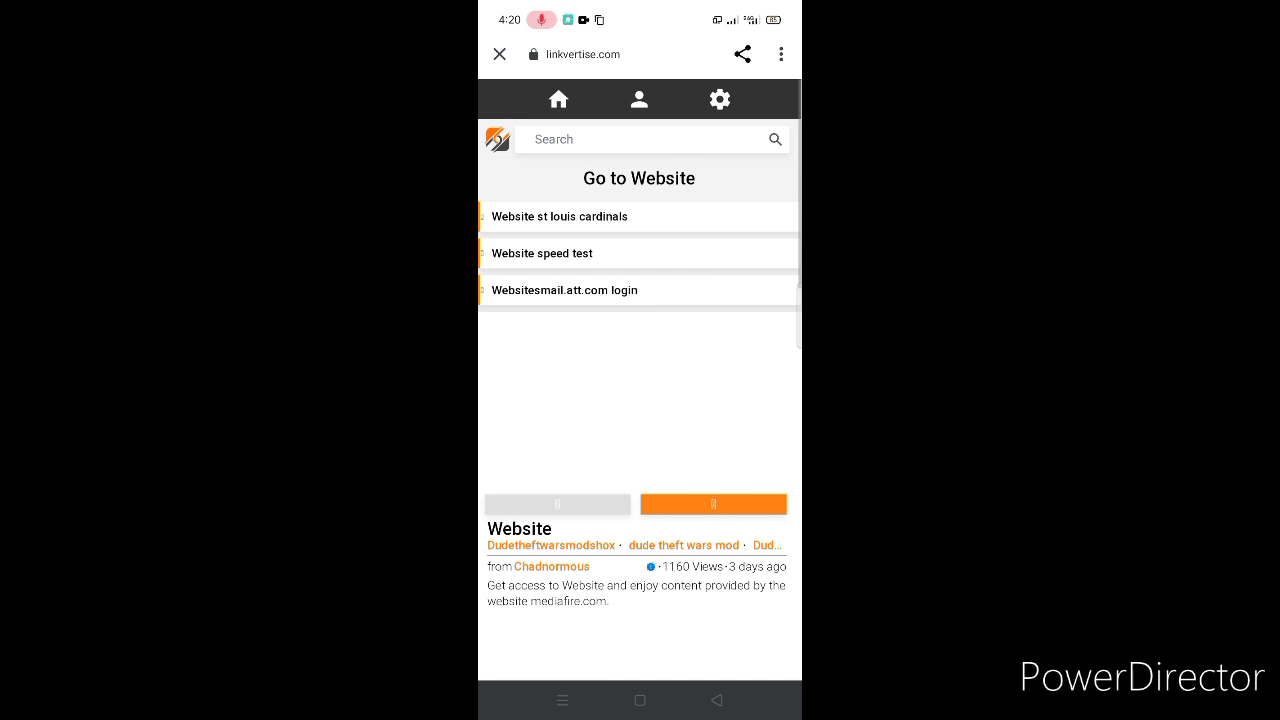 4:20
85
linkvertise.com
Search
Go to Website
Website st louis cardinals
Website speed test
Websitesmail.att.com login
Website
Dudetheftwarsmodshox · dude theft wars mod · Dud...
from Chadnormous · 1160 Views · 3 days ago
Get access to Website and enjoy content provided by the
website mediafire.com.
PowerDirector